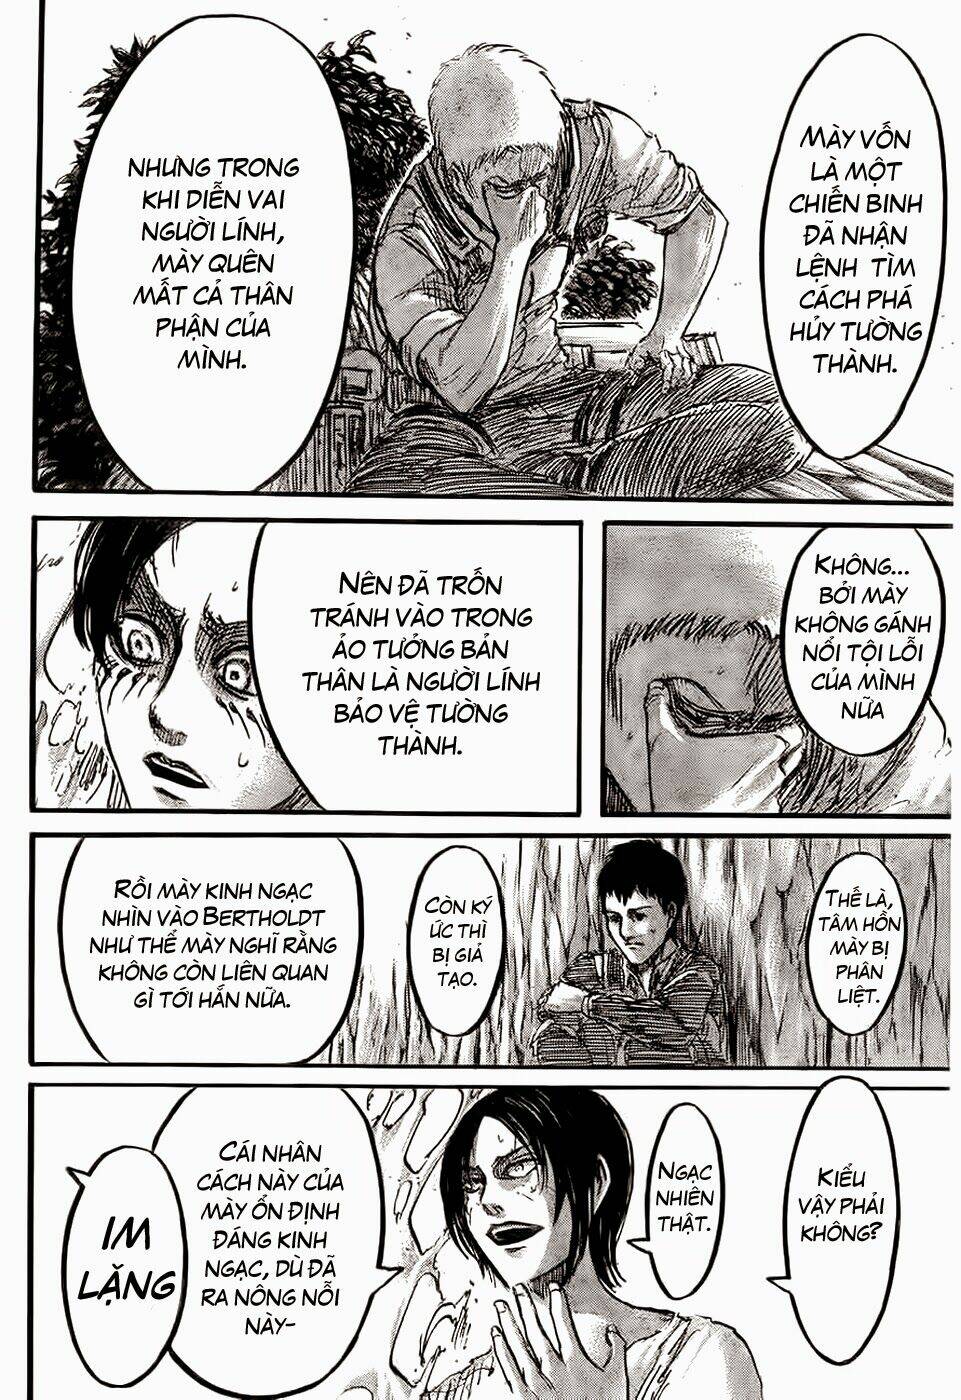 MÀY VỐN
LÀ MỘT
CHIẾN BINH
ĐÃ NHẬN
LỆNH TÌM
CÁCH PHÁ
HỦY TƯỜNG
THÀNH.
NHƯNG TRONG
KHI DIỄN VAI
NGƯỜI LÍNH,
MÀY QUÊN
MẤT CẢ THÂN
PHẬN CỦA
MÌNH.
KHÔNG...
BỞI MÀY
KHÔNG GÁNH
NỔI TỘI LỖI
CỦA MÌNH
NỮA
NÊN ĐÃ TRỐN
TRÁNH VÀO TRONG
ẢO TƯỞNG BẢN
THÂN LÀ NGƯỜI LÍNH
BẢO VỆ TƯỜNG
THÀNH.
THẾ LÀ,
TÂM HỒN
MÀY BỊ
PHÂN
LIỆT.
CÒN KÝ
ỨC THÌ
BỊ GIẢ
TẠO.
RỒI MÀY KINH NGẠC
NHÌN VÀO BERTHOLDT
NHƯ THỂ MÀY NGHĨ RẰNG
KHÔNG CÒN LIÊN QUAN
GÌ TỚI HẮN NỮA.
KIỂU
VẬY PHẢI
KHÔNG?
NGẠC
NHIÊN
THẬT.
CÁI NHÂN
CÁCH NÀY CỦA
MÀY ỔN ĐỊNH
ĐÁNG KINH
NGẠC, DÙ ĐÃ
RA NÔNG NỖI
NÀY-
IM
LẶNG